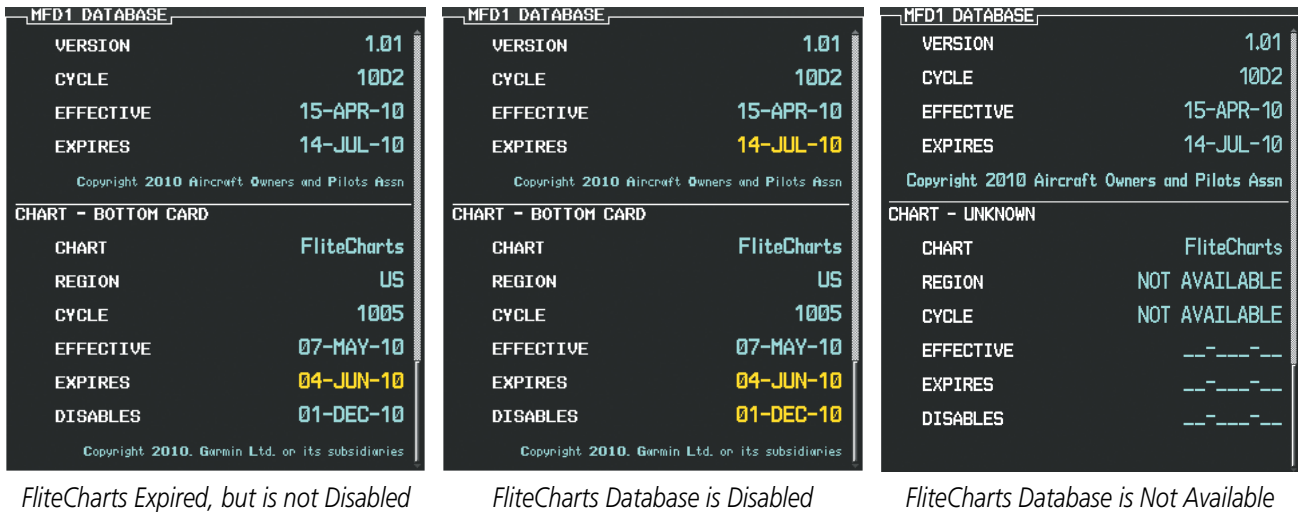 MFD1 DATABASE
VERSION 1.01
CYCLE 10D2
EFFECTIVE 15-APR-10
EXPIRES 14-JUL-10
Copyright 2010 Aircraft Owners and Pilots Assn
CHART - BOTTOM CARD
CHART FliteCharts
REGION US
CYCLE 1005
EFFECTIVE 07-MAY-10
EXPIRES 04-JUN-10
DISABLES 01-DEC-10
Copyright 2010. Garmin Ltd. or its subsidiaries
FliteCharts Expired, but is not Disabled
MFD1 DATABASE
VERSION 1.01
CYCLE 10D2
EFFECTIVE 15-APR-10
EXPIRES 14-JUL-10
Copyright 2010 Aircraft Owners and Pilots Assn
CHART - BOTTOM CARD
CHART FliteCharts
REGION US
CYCLE 1005
EFFECTIVE 07-MAY-10
EXPIRES 04-JUN-10
DISABLES 01-DEC-10
Copyright 2010. Garmin Ltd. or its subsidiaries
FliteCharts Database is Disabled
MFD1 DATABASE
VERSION 1.01
CYCLE 10D2
EFFECTIVE 15-APR-10
EXPIRES 14-JUL-10
Copyright 2010 Aircraft Owners and Pilots Assn
CHART - UNKNOWN
CHART FliteCharts
REGION NOT AVAILABLE
CYCLE NOT AVAILABLE
EFFECTIVE __-___-__
EXPIRES __-___-__
DISABLES __-___-__
FliteCharts Database is Not Available